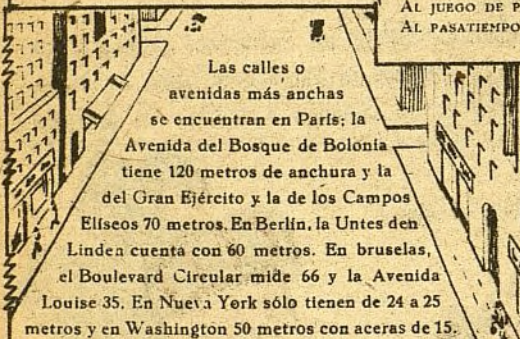 AL JUEGO DE P
AL PASATIEMPO
Las calles o
avenidas más anchas
se encuentran en París; la
Avenida del Bosque de Bolonia
tiene 120 metros de anchura y la
del Gran Ejército y la de los Campos
Elíseos 70 metros. En Berlín, la Untes den
Linden cuenta con 60 metros. En bruselas,
el Boulevard Circular mide 66 y la Avenida
Louise 35. En Nueva York sólo tienen de 24 a 25
metros y en Washington 50 metros con aceras de 15.